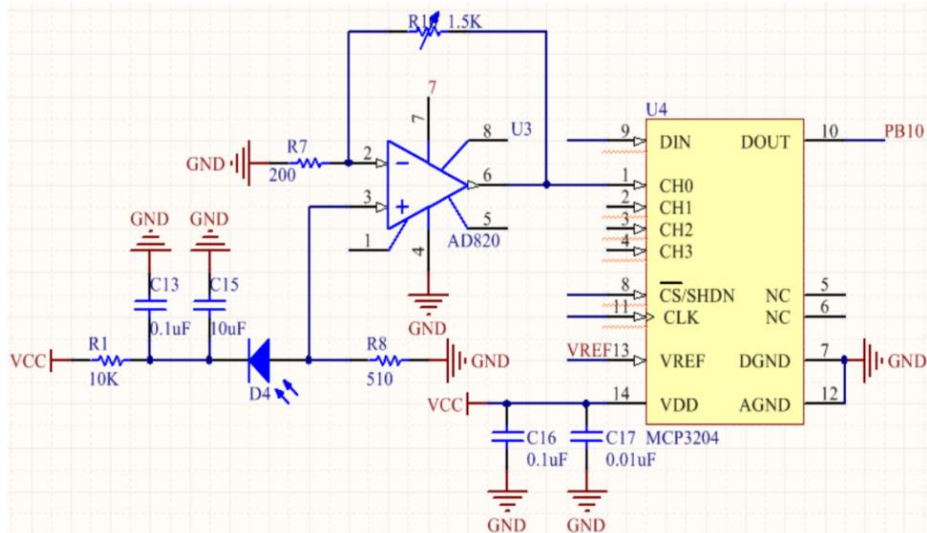 R1 1.5K
7
7
8 U3
GND R7 2 6
200
3
5
1 AD820
4
GND GND
GND
C13 C15
0.1uF 10uF
VCC R1
10K
D4
R8
510
GND
U4
9 DIN DOUT 10 PB10
1 CH0
2 CH1
3 CH2
4 CH3
8 CS/SHDN NC 5
11 CLK NC 6
VREF 13 VREF DGND 7 GND
VCC 14 VDD AGND 12
MCP3204
C16 C17
0.1uF 0.01uF
GND GND